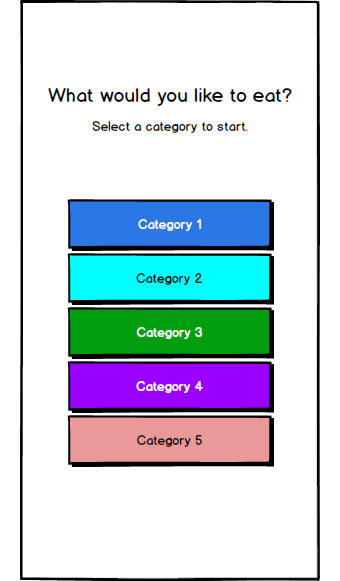 What would you like to eat?
Select a category to start.
Category 1
Category 2
Category 3
Category 4
Category 5